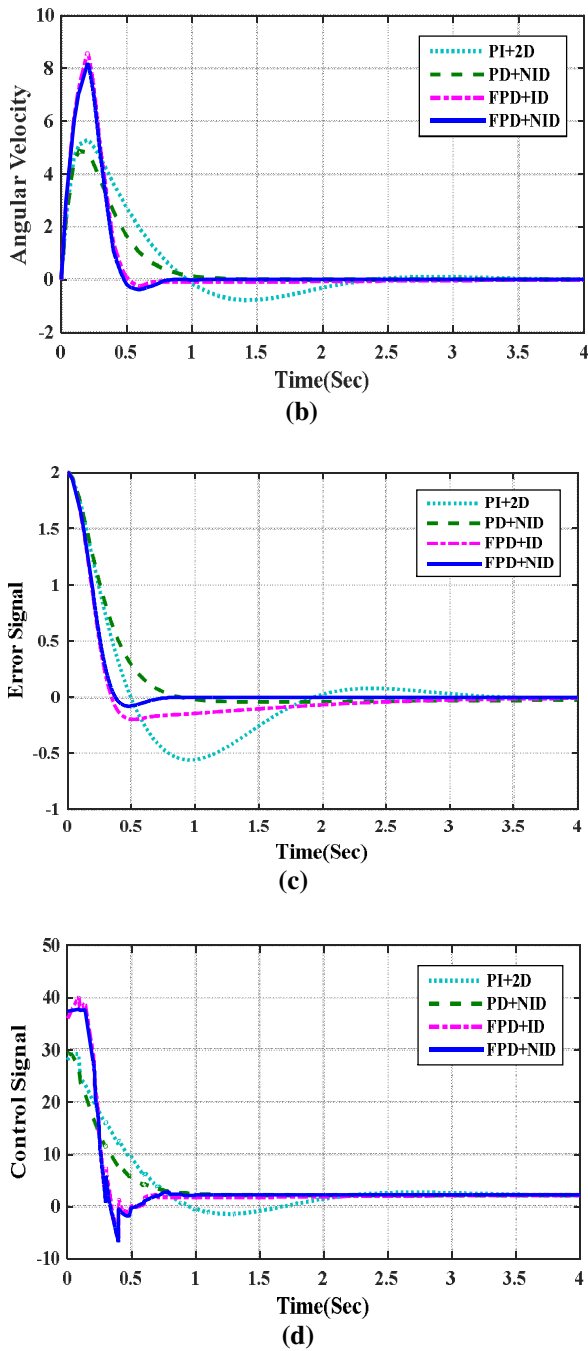 8
6
4
2
0
-2
Angular Velocity
PI+2D
PD+NID
FPD+ID
FPD+NID
0 0.5 1 1.5 2 2.5 3 3.5 4
Time(Sec)
(b)
2
1.5
1
0.5
0
-0.5
-1
Error Signal
PI+2D
PD+NID
FPD+ID
FPD+NID
0 0.5 1 1.5 2 2.5 3 3.5 4
Time(Sec)
(c)
50
40
30
20
10
0
-10
Control Signal
PI+2D
PD+NID
FPD+ID
FPD+NID
0 0.5 1 1.5 2 2.5 3 3.5 4
Time(Sec)
(d)